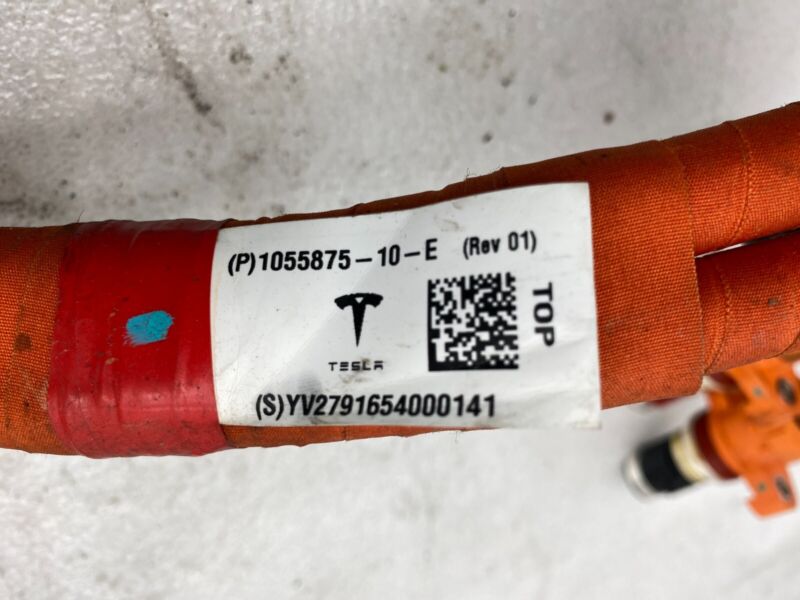 (P)1055875-10-E (Rev 01)
TESLA
TOP
(S)YV2791654000141